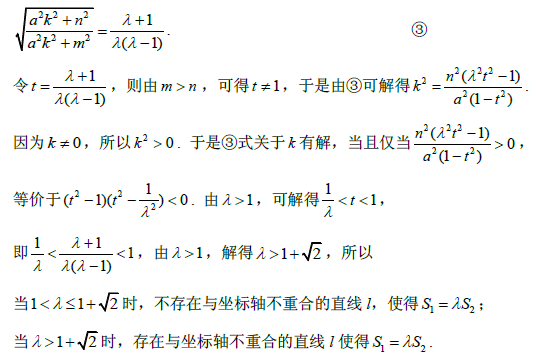 $\sqrt{\dfrac{a^2k^2+n^2}{a^2k^2+m^2}}=\dfrac{\lambda+1}{\lambda(\lambda-1)}.$ ③
令$t=\dfrac{\lambda+1}{\lambda(\lambda-1)}$，则由$m>n$，可得$t\neq1$，于是由③可解得$k^2=\dfrac{n^2(\lambda^2t^2-1)}{a^2(1-t^2)}$.
因为$k\neq0$，所以$k^2>0$. 于是③式关于$k$有解，当且仅当$\dfrac{n^2(\lambda^2t^2-1)}{a^2(1-t^2)}>0$，
等价于$(t^2-1)(t^2-\dfrac{1}{\lambda^2})<0$. 由$\lambda>1$，可解得$\dfrac{1}{\lambda}<t<1$，
即$\dfrac{1}{\lambda}<\dfrac{\lambda+1}{\lambda(\lambda-1)}<1$，由$\lambda>1$，解得$\lambda>1+\sqrt{2}$，所以
当$1<\lambda\leq1+\sqrt{2}$时，不存在与坐标轴不重合的直线$l$，使得$S_1=\lambda S_2$；
当$\lambda>1+\sqrt{2}$时，存在与坐标轴不重合的直线$l$使得$S_1=\lambda S_2$.